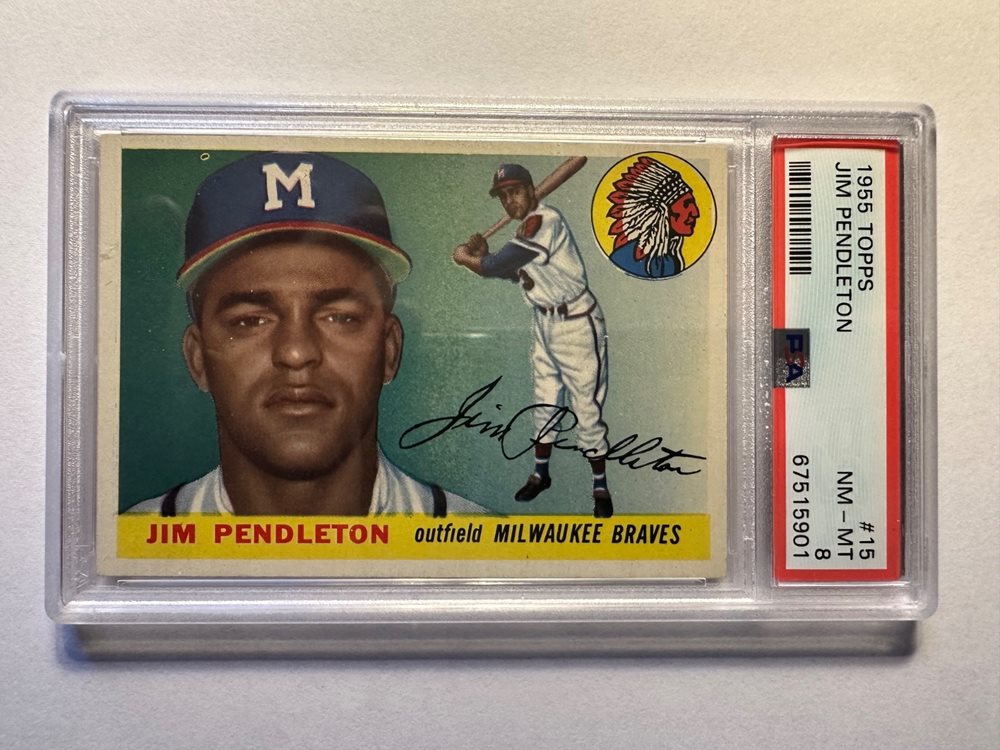 M
M
Jim Pendleton
JIM PENDLETON outfield MILWAUKEE BRAVES
1955 TOPPS #15
JIM PENDLETON NM-MT
PSA 8
67515901